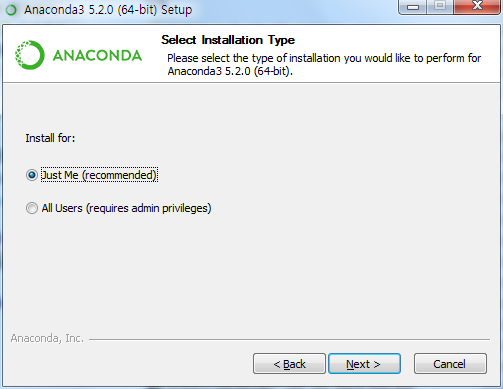 Anaconda3 5.2.0 (64-bit) Setup
ANACONDA
Select Installation Type
Please select the type of installation you would like to perform for
Anaconda3 5.2.0 (64-bit).
Install for:
Just Me (recommended)
All Users (requires admin privileges)
Anaconda, Inc.
< Back
Next >
Cancel